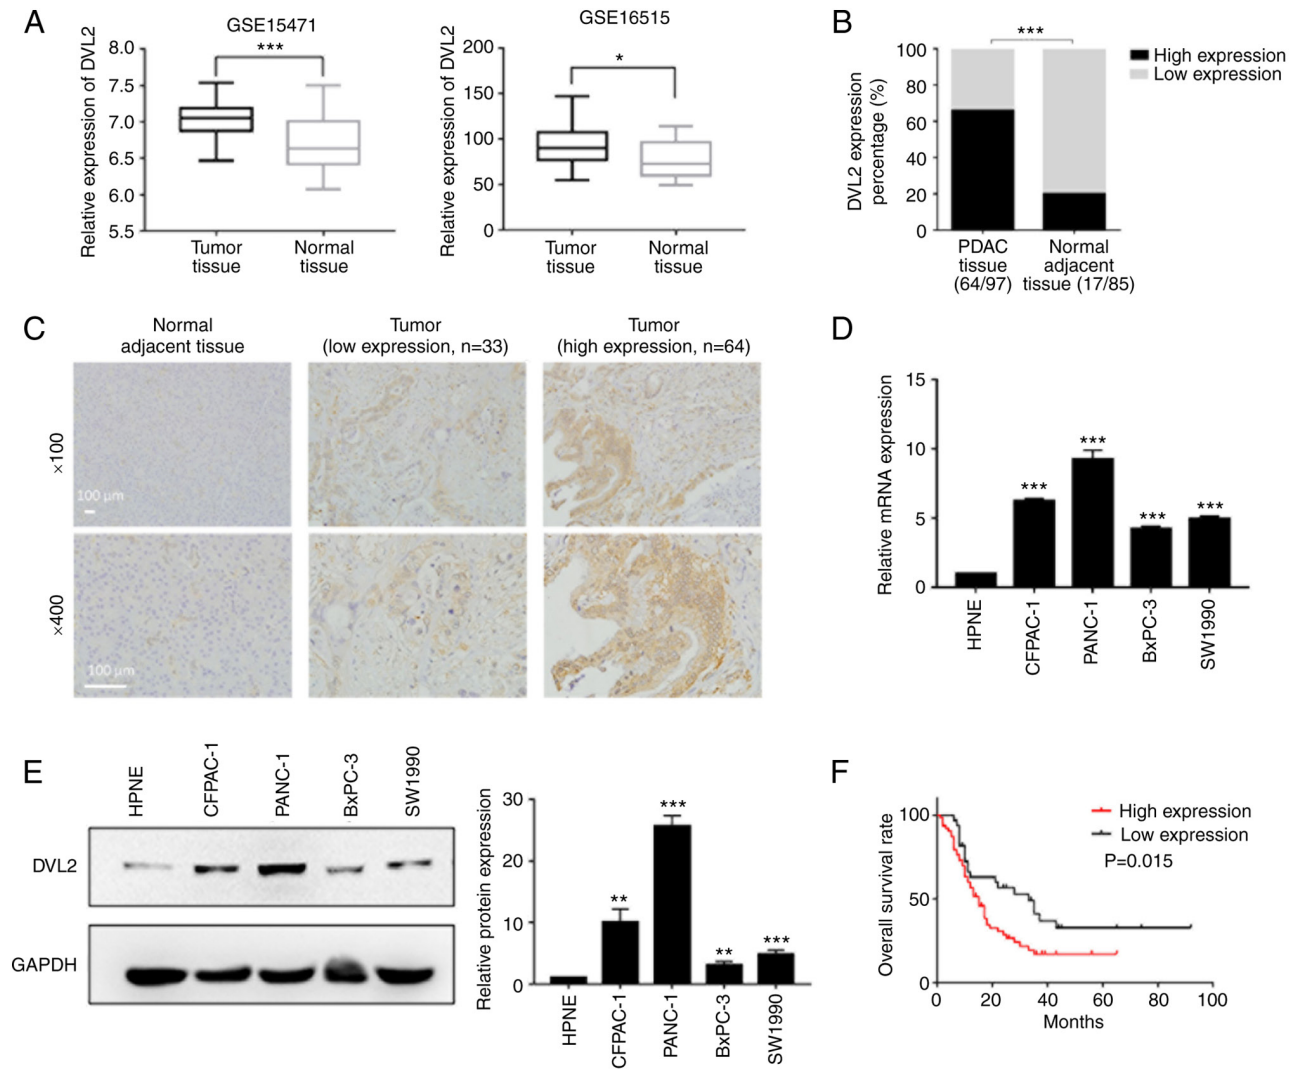 A
GSE15471
Relative expression of DVL2
8.0
7.5
7.0
6.5
6.0
5.5
***
Tumor
tissue
Normal
tissue
GSE16515
Relative expression of DVL2
200
150
100
50
0
*
Tumor
tissue
Normal
tissue
B
DVL2 expression
percentage (%)
100
80
60
40
20
0
***
High expression
Low expression
PDAC
tissue
(64/97)
Normal
adjacent
tissue (17/85)
C
Normal
adjacent tissue
Tumor
(low expression, n=33)
Tumor
(high expression, n=64)
×100
100 μm
×400
100 μm
D
Relative mRNA expression
15
10
5
0
***
***
***
***
HPNE
CFPAC-1
PANC-1
BxPC-3
SW1990
E
HPNE
CFPAC-1
PANC-1
BxPC-3
SW1990
DVL2
GAPDH
Relative protein expression
30
20
10
0
**
***
**
***
HPNE
CFPAC-1
PANC-1
BxPC-3
SW1990
F
Overall survival rate
100
50
0
High expression
Low expression
P=0.015
0
20
40
60
80
100
Months